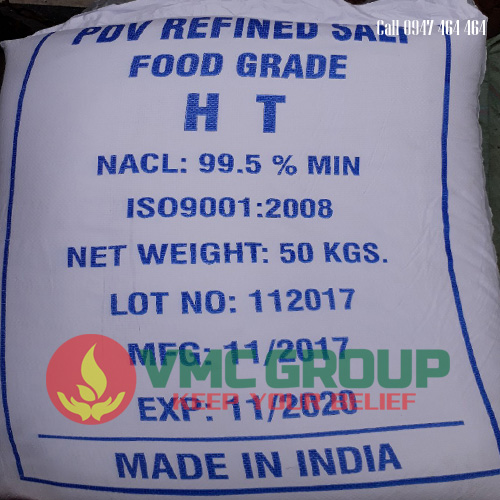 Call 0947 464 464
PDV REFINED SALT
FOOD GRADE
H T
NACL: 99.5 % MIN
ISO9001:2008
NET WEIGHT: 50 KGS.
LOT NO: 112017
MFG: 11/2017
VMC GROUP
KEEP YOUR BELIEF
EXP: 11/2020
MADE IN INDIA